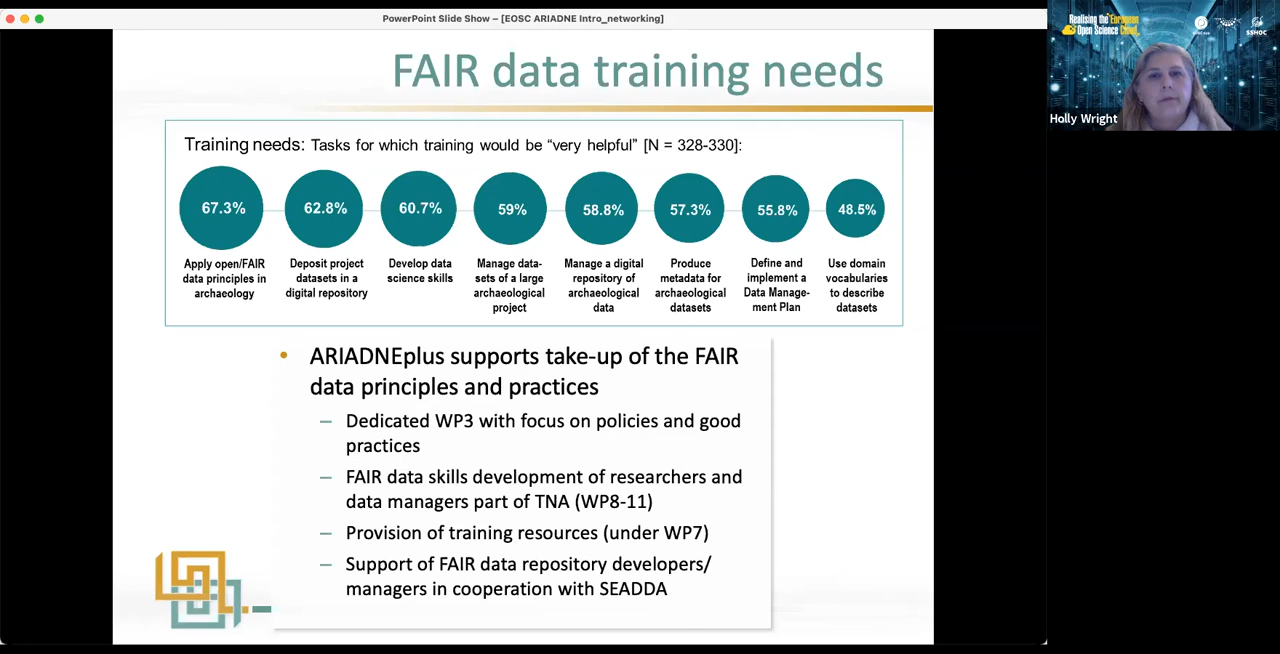 PowerPoint Slide Show – [EOSC ARIADNE Intro_networking]
Realising the European
Open Science Cloud
SSHOC
Holly Wright
FAIR data training needs
Training needs: Tasks for which training would be “very helpful” [N = 328-330]:
67.3%
62.8%
60.7%
59%
58.8%
57.3%
55.8%
48.5%
Apply open/FAIR
data principles in
archaeology
Deposit project
datasets in a
digital repository
Develop data
science skills
Manage data-
sets of a large
archaeological
project
Manage a digital
repository of
archaeological
data
Produce
metadata for
archaeological
datasets
Define and
implement a
Data Manage-
ment Plan
Use domain
vocabularies
to describe
datasets
• ARIADNEplus supports take-up of the FAIR
data principles and practices
– Dedicated WP3 with focus on policies and good
practices
– FAIR data skills development of researchers and
data managers part of TNA (WP8-11)
– Provision of training resources (under WP7)
– Support of FAIR data repository developers/
managers in cooperation with SEADDA